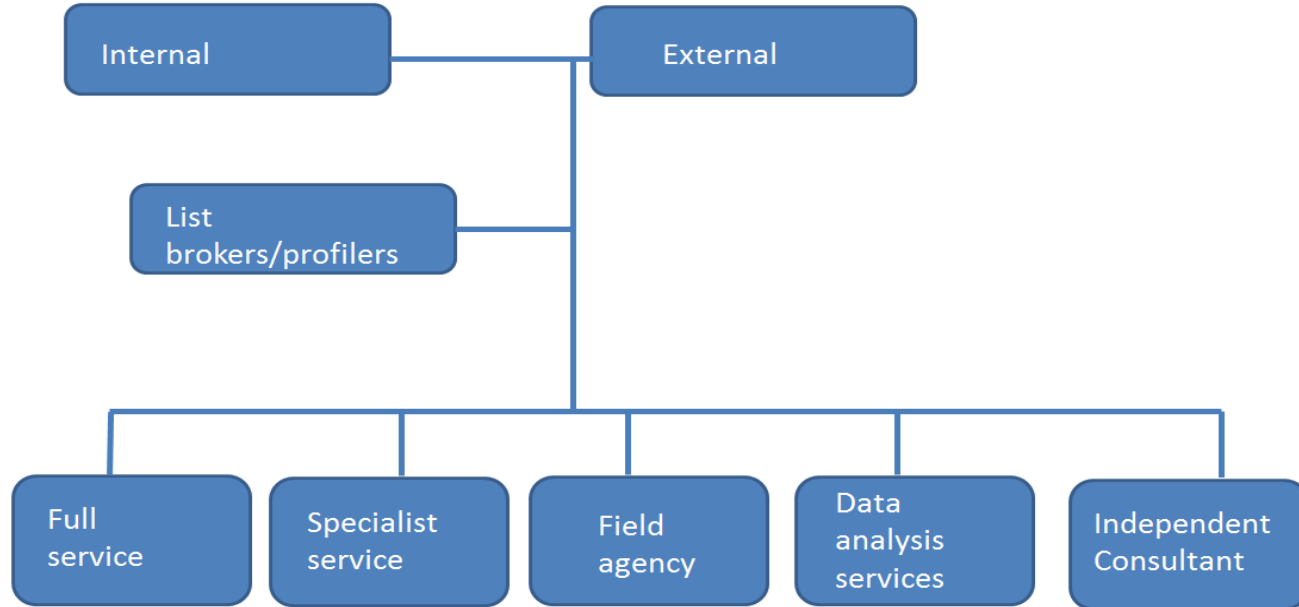 Internal
External
List
brokers/profilers
Full
service
Specialist
service
Field
agency
Data
analysis
services
Independent
Consultant